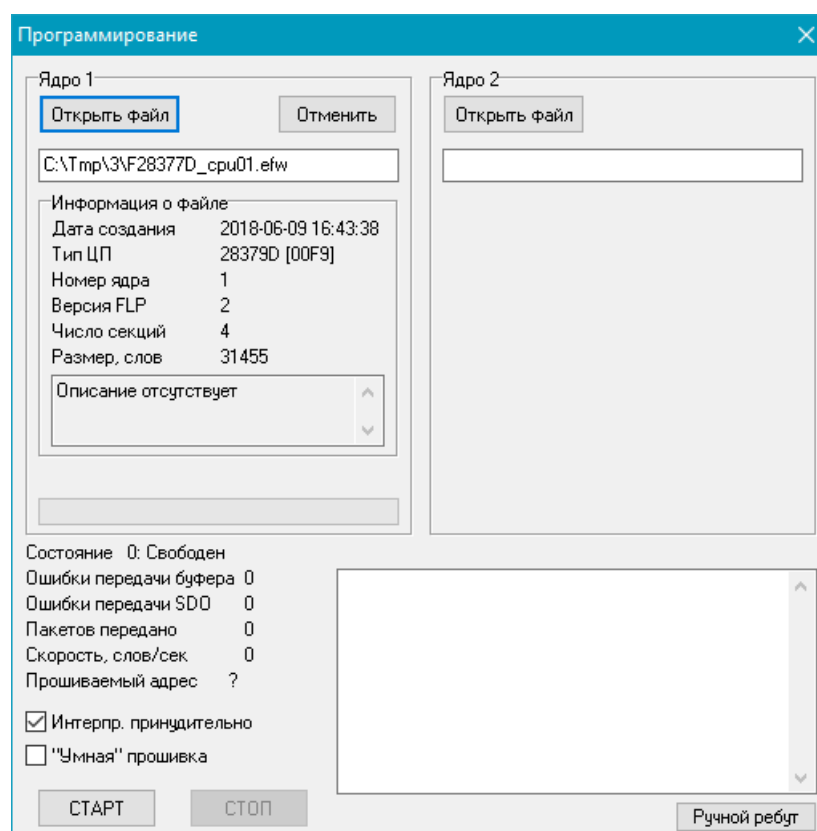 Программирование
Ядро 1
Открыть файл Отменить
C:\Tmp\3\F28377D_cpu01.efw
Информация о файле
Дата создания 2018-06-09 16:43:38
Тип ЦП 28379D [00F9]
Номер ядра 1
Версия FLP 2
Число секций 4
Размер, слов 31455
Описание отсутствует
Ядро 2
Открыть файл
Состояние 0: Свободен
Ошибки передачи буфера 0
Ошибки передачи SDO 0
Пакетов передано 0
Скорость, слов/сек 0
Прошиваемый адрес ?
Интерпр. принудительно
"Умная" прошивка
СТАРТ СТОП
Ручной ребут